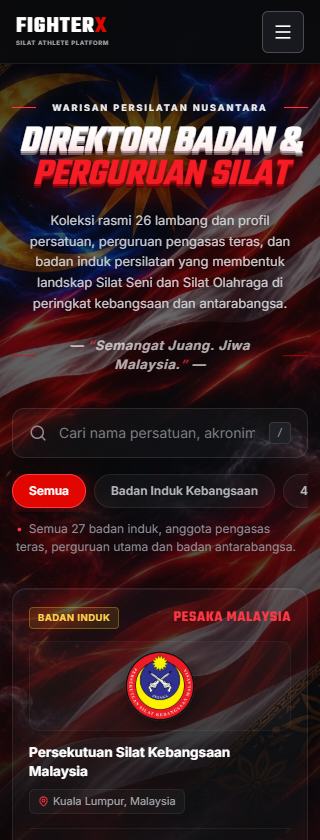 FIGHTERX
SILAT ATHLETE PLATFORM
WARISAN PERSILATAN NUSANTARA
DIREKTORI BADAN &
PERGURUAN SILAT
Koleksi rasmi 26 lambang dan profil
persatuan, perguruan pengasas teras, dan
badan induk persilatan yang membentuk
landskap Silat Seni dan Silat Olahraga di
peringkat kebangsaan dan antarabangsa.
— "Semangat Juang. Jiwa
Malaysia." —
Cari nama persatuan, akronim /
Semua Badan Induk Kebangsaan 4
• Semua 27 badan induk, anggota pengasas
teras, perguruan utama dan badan antarabangsa.
BADAN INDUK PESAKA MALAYSIA
Persekutuan Silat Kebangsaan
Malaysia
Kuala Lumpur, Malaysia